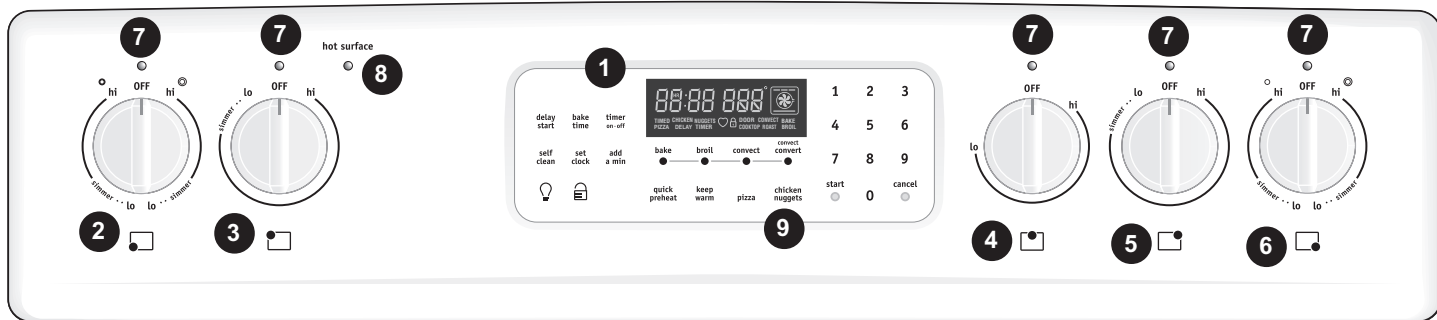 7
hi OFF hi
simmer lo lo simmer
2
7
lo OFF hi
simmer
3
hot surface
8
1
delay start
bake time
timer on-off
self clean
set clock
add a min
88:88 888°
HR
TIMED CHICKEN NUGGETS DOOR CONVECT BAKE
PIZZA DELAY TIMER COOKTOP ROAST BROIL
bake broil convect convect convert
quick preheat
keep warm
pizza
chicken nuggets
9
1 2 3
4 5 6
7 8 9
start 0 cancel
7
OFF
hi
lo
4
7
lo OFF hi
simmer
5
7
hi OFF hi
simmer lo lo simmer
6